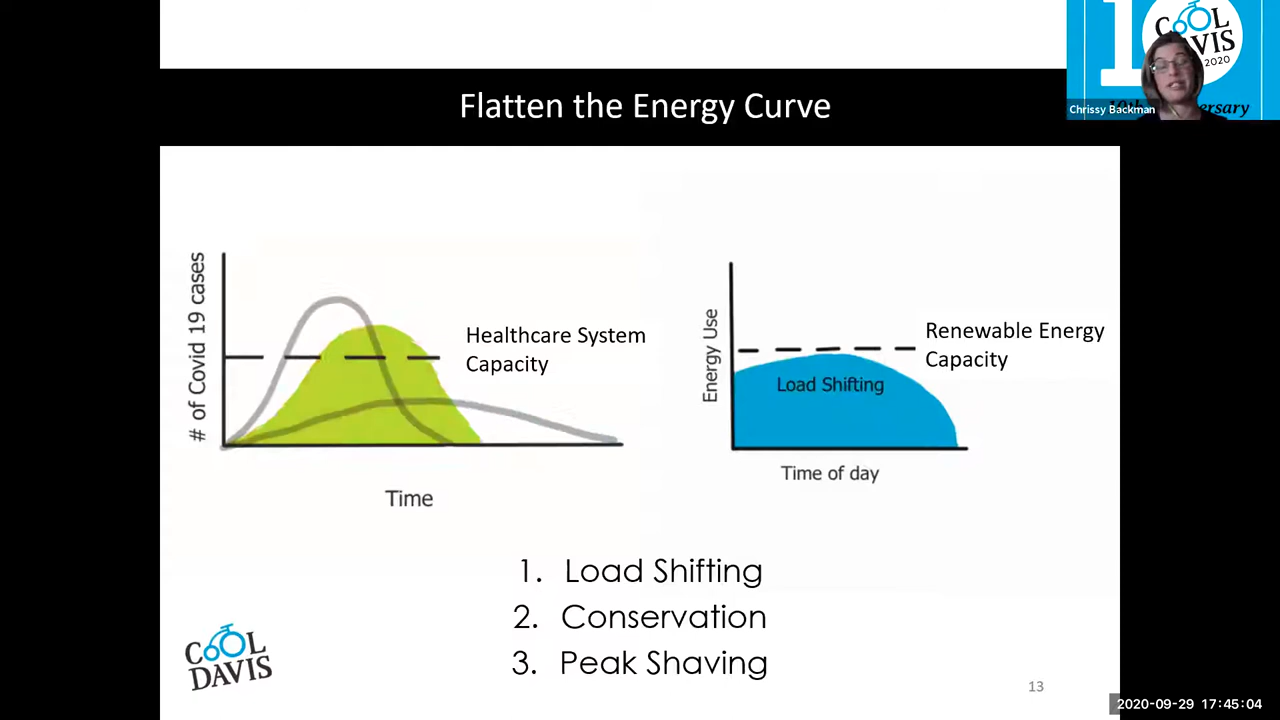 COOL
DAVIS
2020
Chrissy Backman
Flatten the Energy Curve
# of Covid 19 cases
Healthcare System
Capacity
Time
Energy Use
Renewable Energy
Capacity
Load Shifting
Time of day
1. Load Shifting
2. Conservation
3. Peak Shaving
COOL
DAVIS
13
2020-09-29 17:45:04